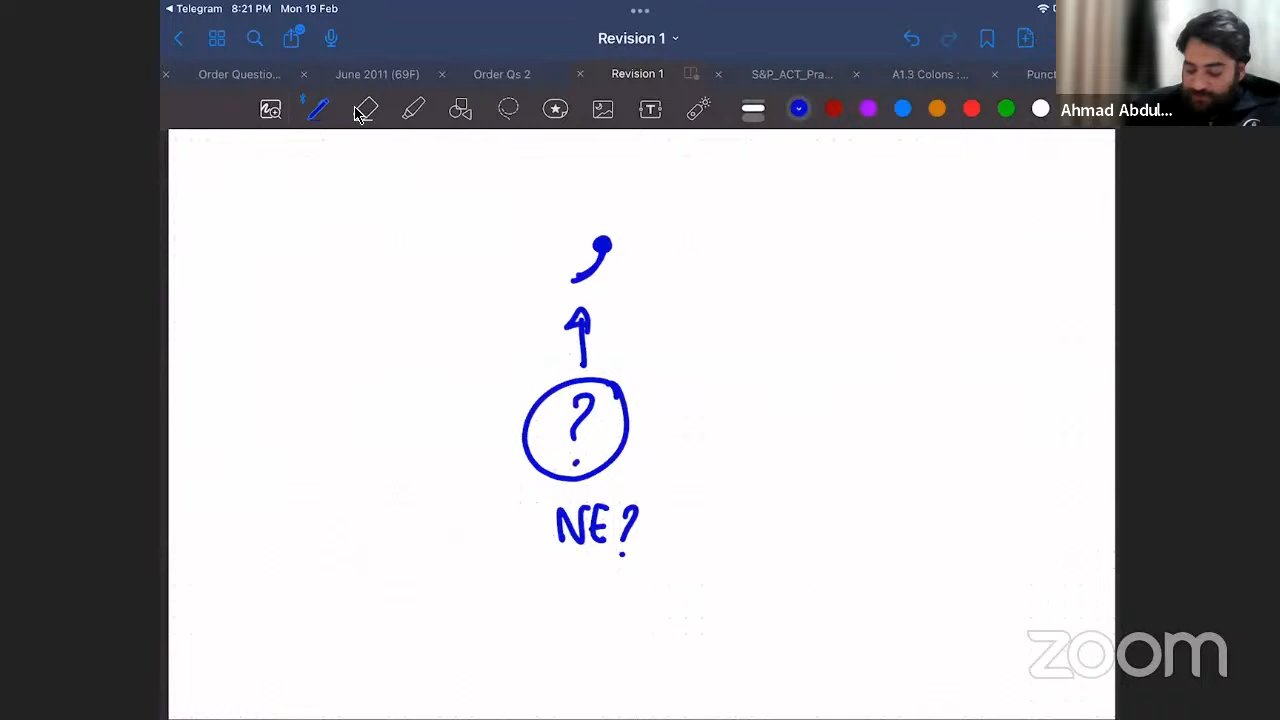 Telegram 8:21 PM Mon 19 Feb
Revision 1
Order Questio... June 2011 (69F) Order Qs 2 Revision 1 S&P_ACT_Pra... A1.3 Colons :... Punct
T
Ahmad Abdul...
,
?
NE?
zoom